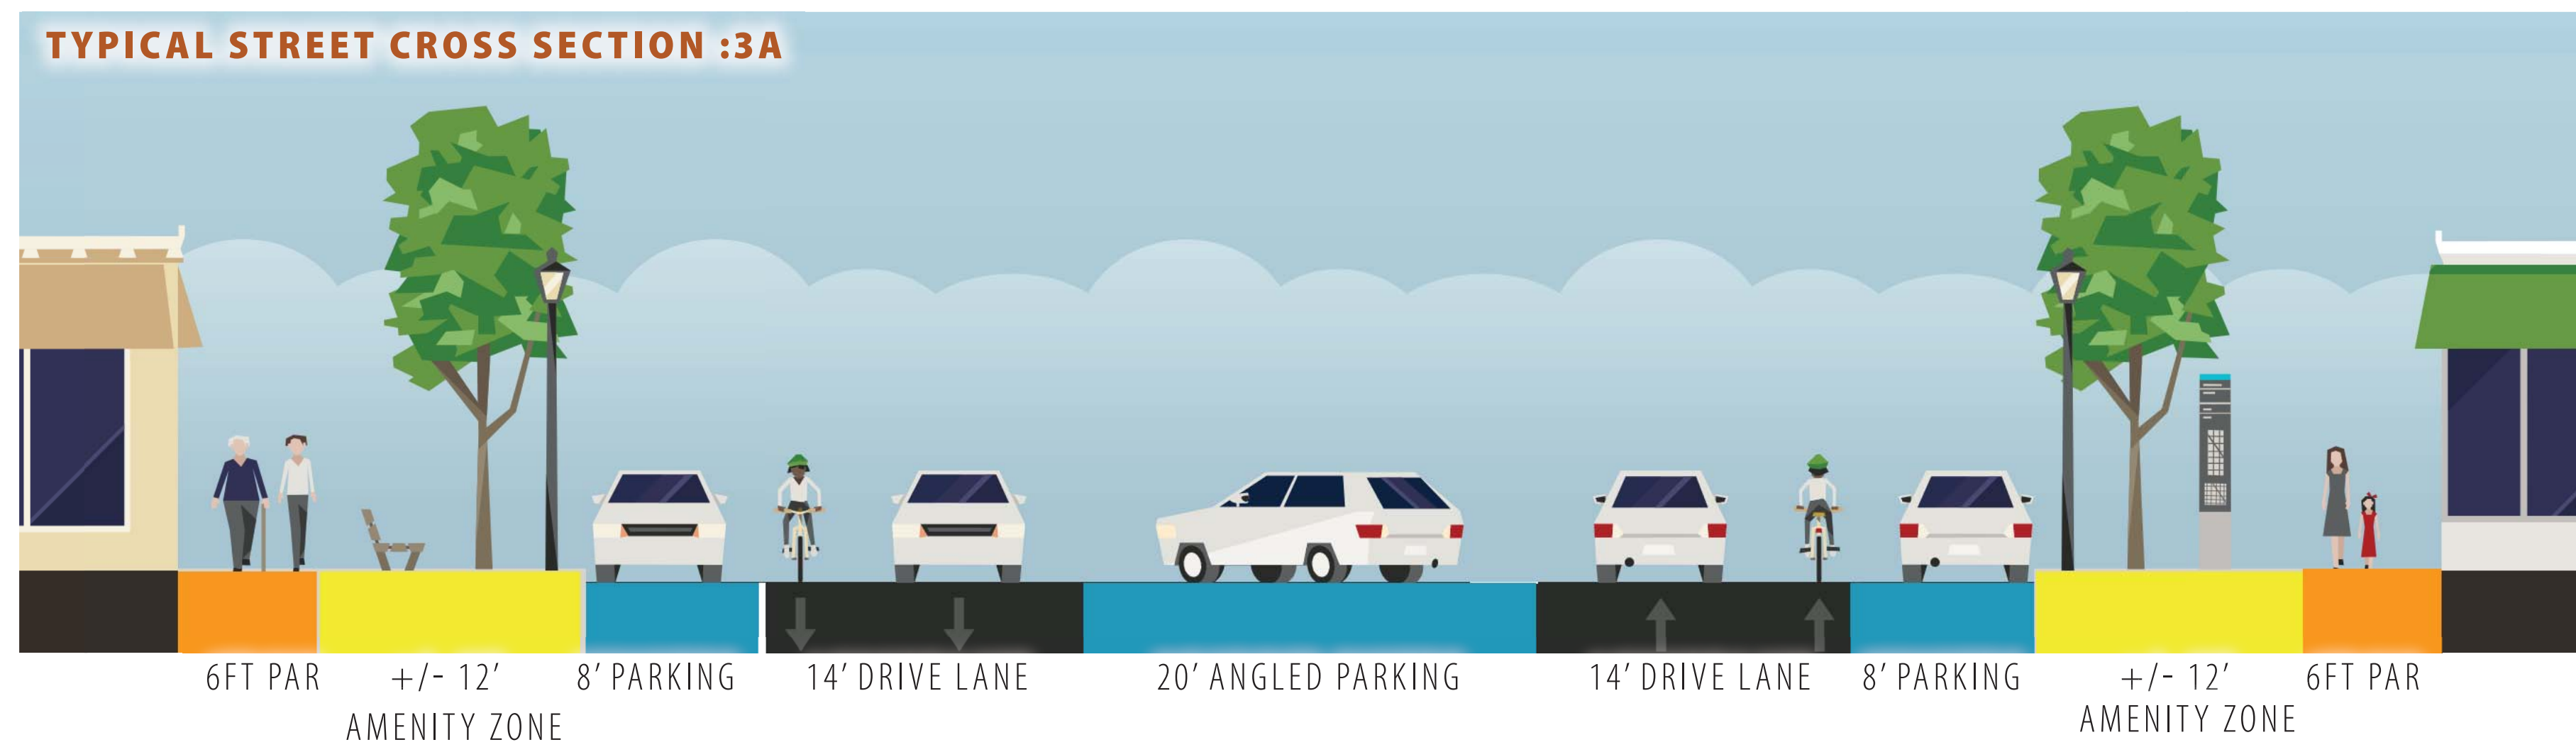 TYPICAL STREET CROSS SECTION :3A
6FT PAR
+/- 12'
AMENITY ZONE
8' PARKING
14' DRIVE LANE
20' ANGLED PARKING
14' DRIVE LANE
8' PARKING
+/- 12'
AMENITY ZONE
6FT PAR